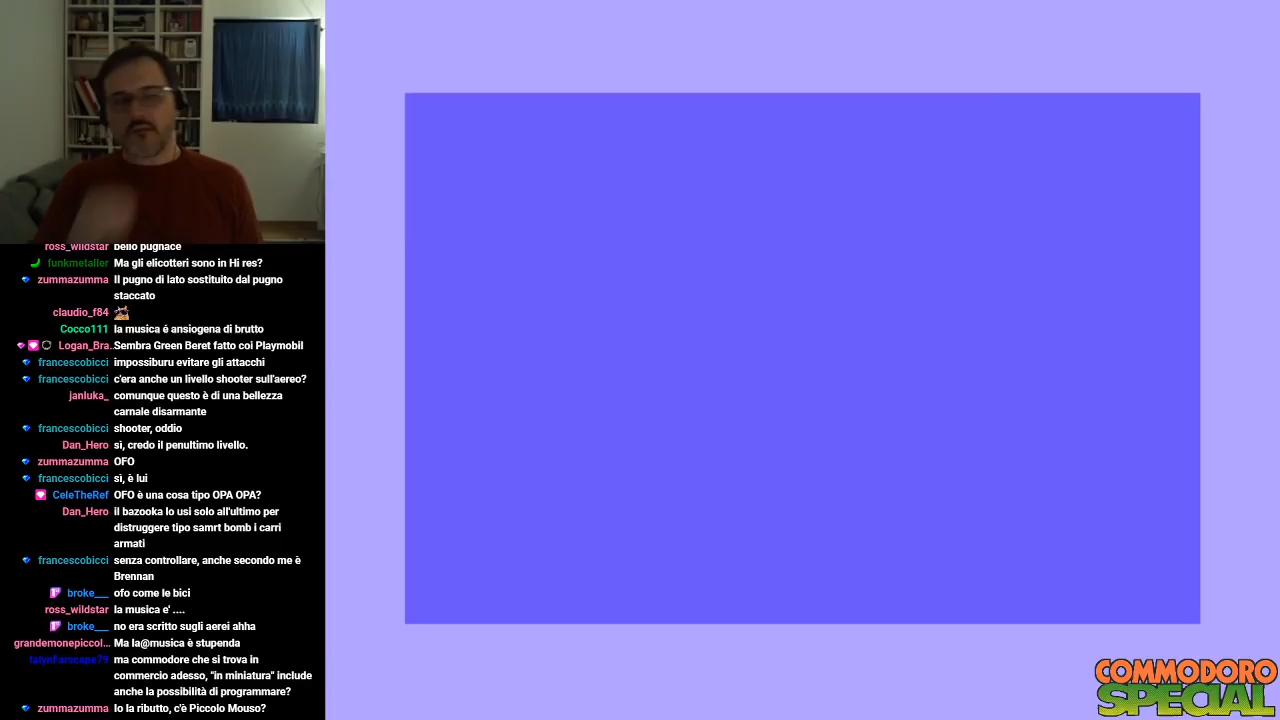 ross_wildstar bello pugnace
funkmetaller Ma gli elicotteri sono in Hi res?
zummazumma Il pugno di lato sostituito dal pugno
staccato
claudio_f84
Cocco111 la musica é ansiogena di brutto
Logan_Bra.. Sembra Green Beret fatto coi Playmobil
francescobicci impossiburu evitare gli attacchi
francescobicci c'era anche un livello shooter sull'aereo?
janluka_ comunque questo è di una bellezza
carnale disarmante
francescobicci shooter, oddio
Dan_Hero sì, credo il penultimo livello.
zummazumma OFO
francescobicci sì, è lui
CeleTheRef OFO è una cosa tipo OPA OPA?
Dan_Hero il bazooka lo usi solo all'ultimo per
distruggere tipo samrt bomb i carri
armati
francescobicci senza controllare, anche secondo me è
Brennan
broke___ ofo come le bici
ross_wildstar la musica e' ....
broke___ no era scritto sugli aerei ahha
grandemonepiccol... Ma la@musica è stupenda
ma commodore che si trova in
commercio adesso, "in miniatura" include
anche la possibilità di programmare?
zummazumma Io la ributto, c'è Piccolo Mouso?
COMMODORO
SPECIAL